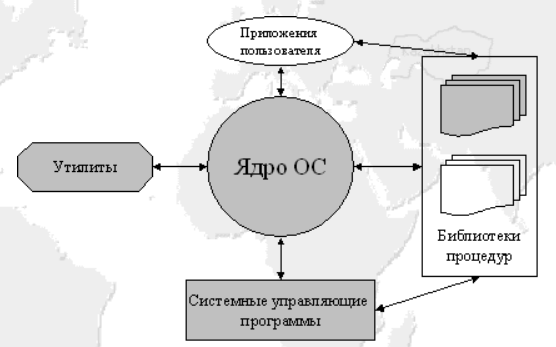 Приложения
пользователя
Утилиты
Ядро ОС
Библиотеки
процедур
Системные управляющие
программы